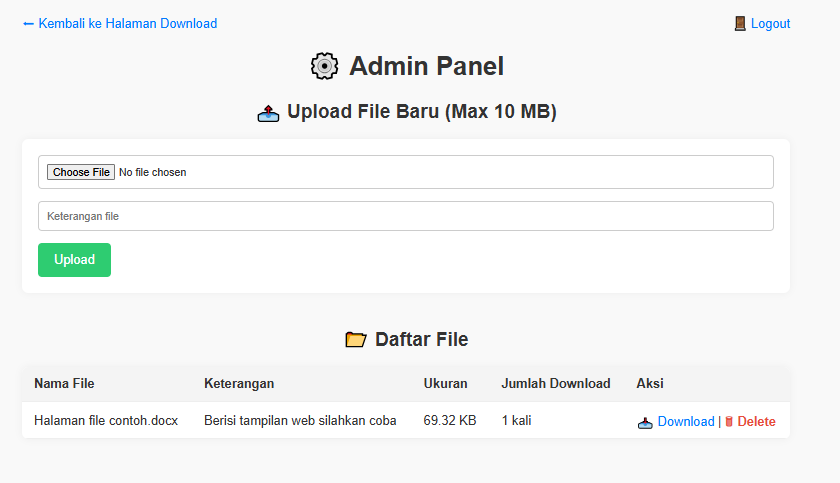 ← Kembali ke Halaman Download
Logout
Admin Panel
Upload File Baru (Max 10 MB)
Choose File No file chosen
Keterangan file
Upload
Daftar File
Nama File Keterangan Ukuran Jumlah Download Aksi
Halaman file contoh.docx Berisi tampilan web silahkan coba 69.32 KB 1 kali Download | Delete